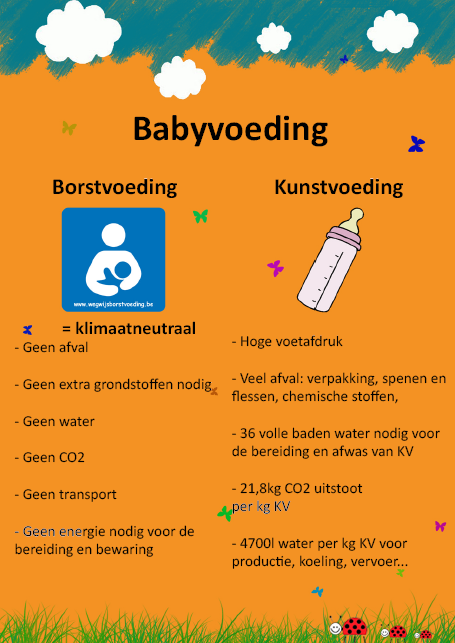 Babyvoeding
Borstvoeding
www.wegwijsborstvoeding.be
= klimaatneutraal
- Geen afval
- Geen extra grondstoffen nodig
- Geen water
- Geen CO2
- Geen transport
- Geen energie nodig voor de
bereiding en bewaring
Kunstvoeding
- Hoge voetafdruk
- Veel afval: verpakking, spenen en
flessen, chemische stoffen,
- 36 volle baden water nodig voor
de bereiding en afwas van KV
- 21,8kg CO2 uitstoot
per kg KV
- 4700l water per kg KV voor
productie, koeling, vervoer...